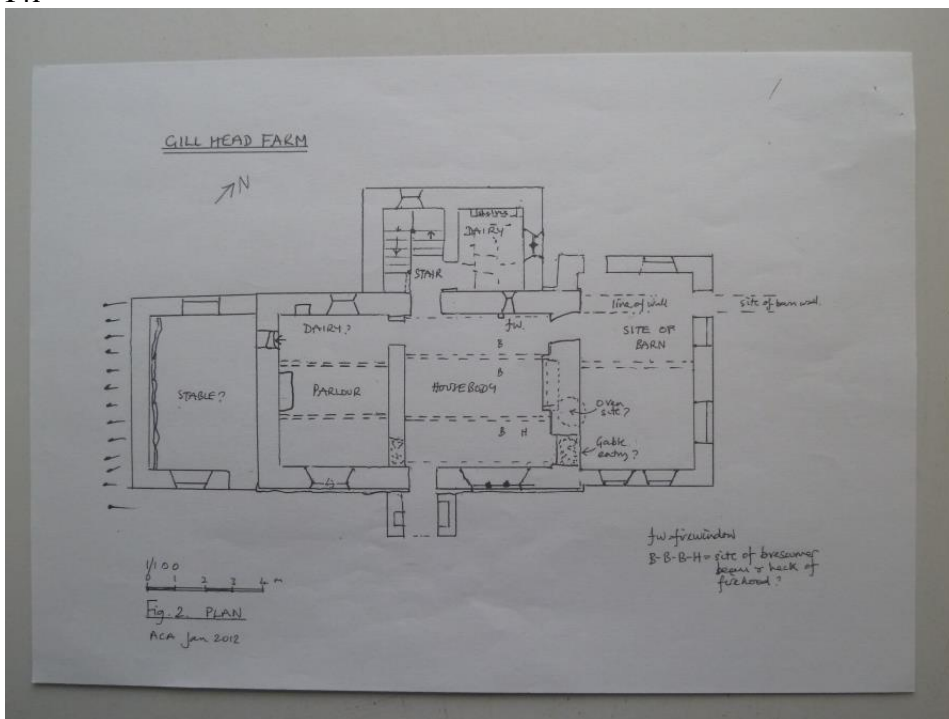 GILL HEAD FARM
N
DAIRY
STAIR
line of wall
site of barn wall
DAIRY?
fw.
SITE OF
BARN
B
B
STABLE?
PARLOUR
HOUSEBODY
Oven
site?
B H
Gable
entry?
fw = firewindow
B-B-B-H = site of bressumer
beam & heck of
firehood?
1/100
0 1 2 3 4 m
Fig. 2. PLAN
ACA Jan 2012